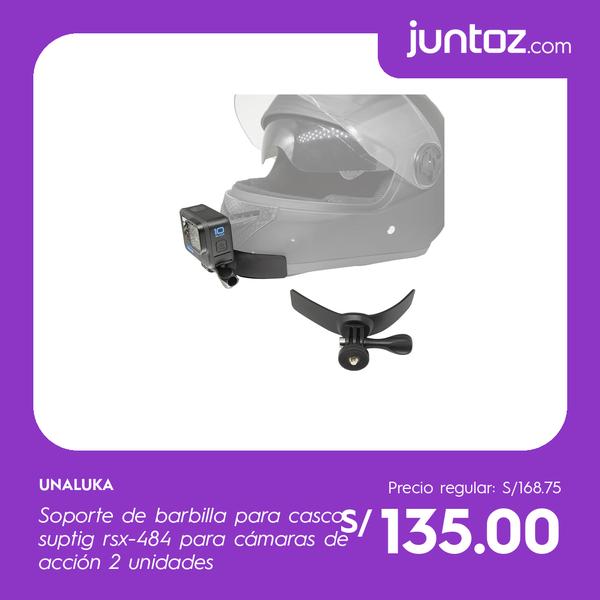 juntoz.com
10
UNALUKA
Precio regular: S/168.75
Soporte de barbilla para casco
suptig rsx-484 para cámaras de
acción 2 unidades
S/135.00